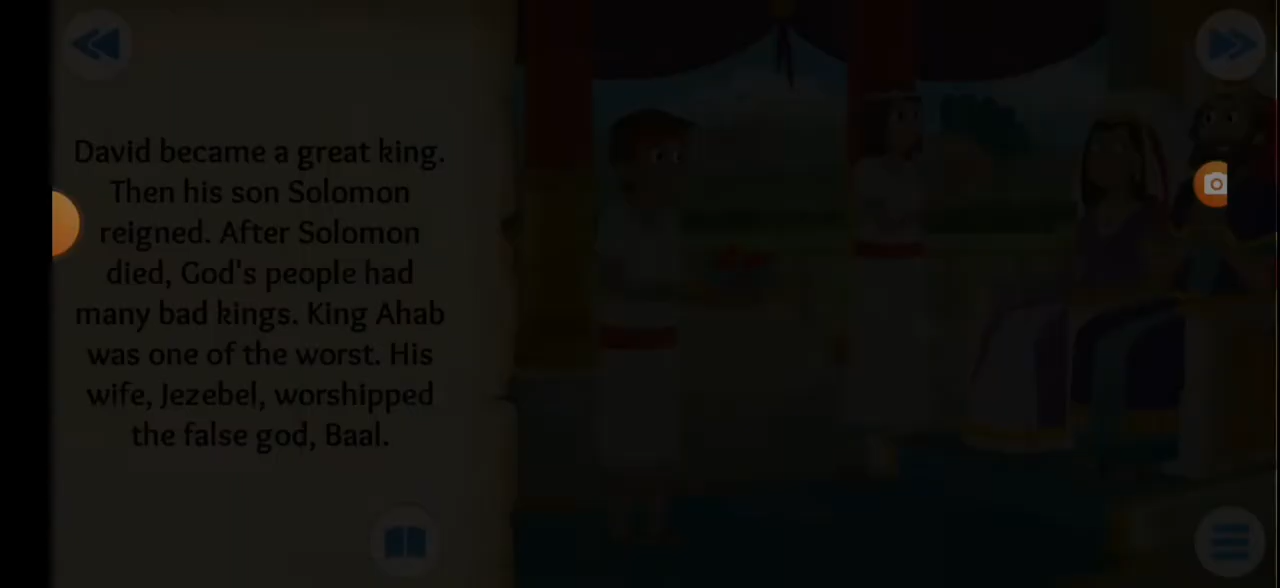 David became a great king.
Then his son Solomon
reigned. After Solomon
died, God's people had
many bad kings. King Ahab
was one of the worst. His
wife, Jezebel, worshipped
the false god, Baal.